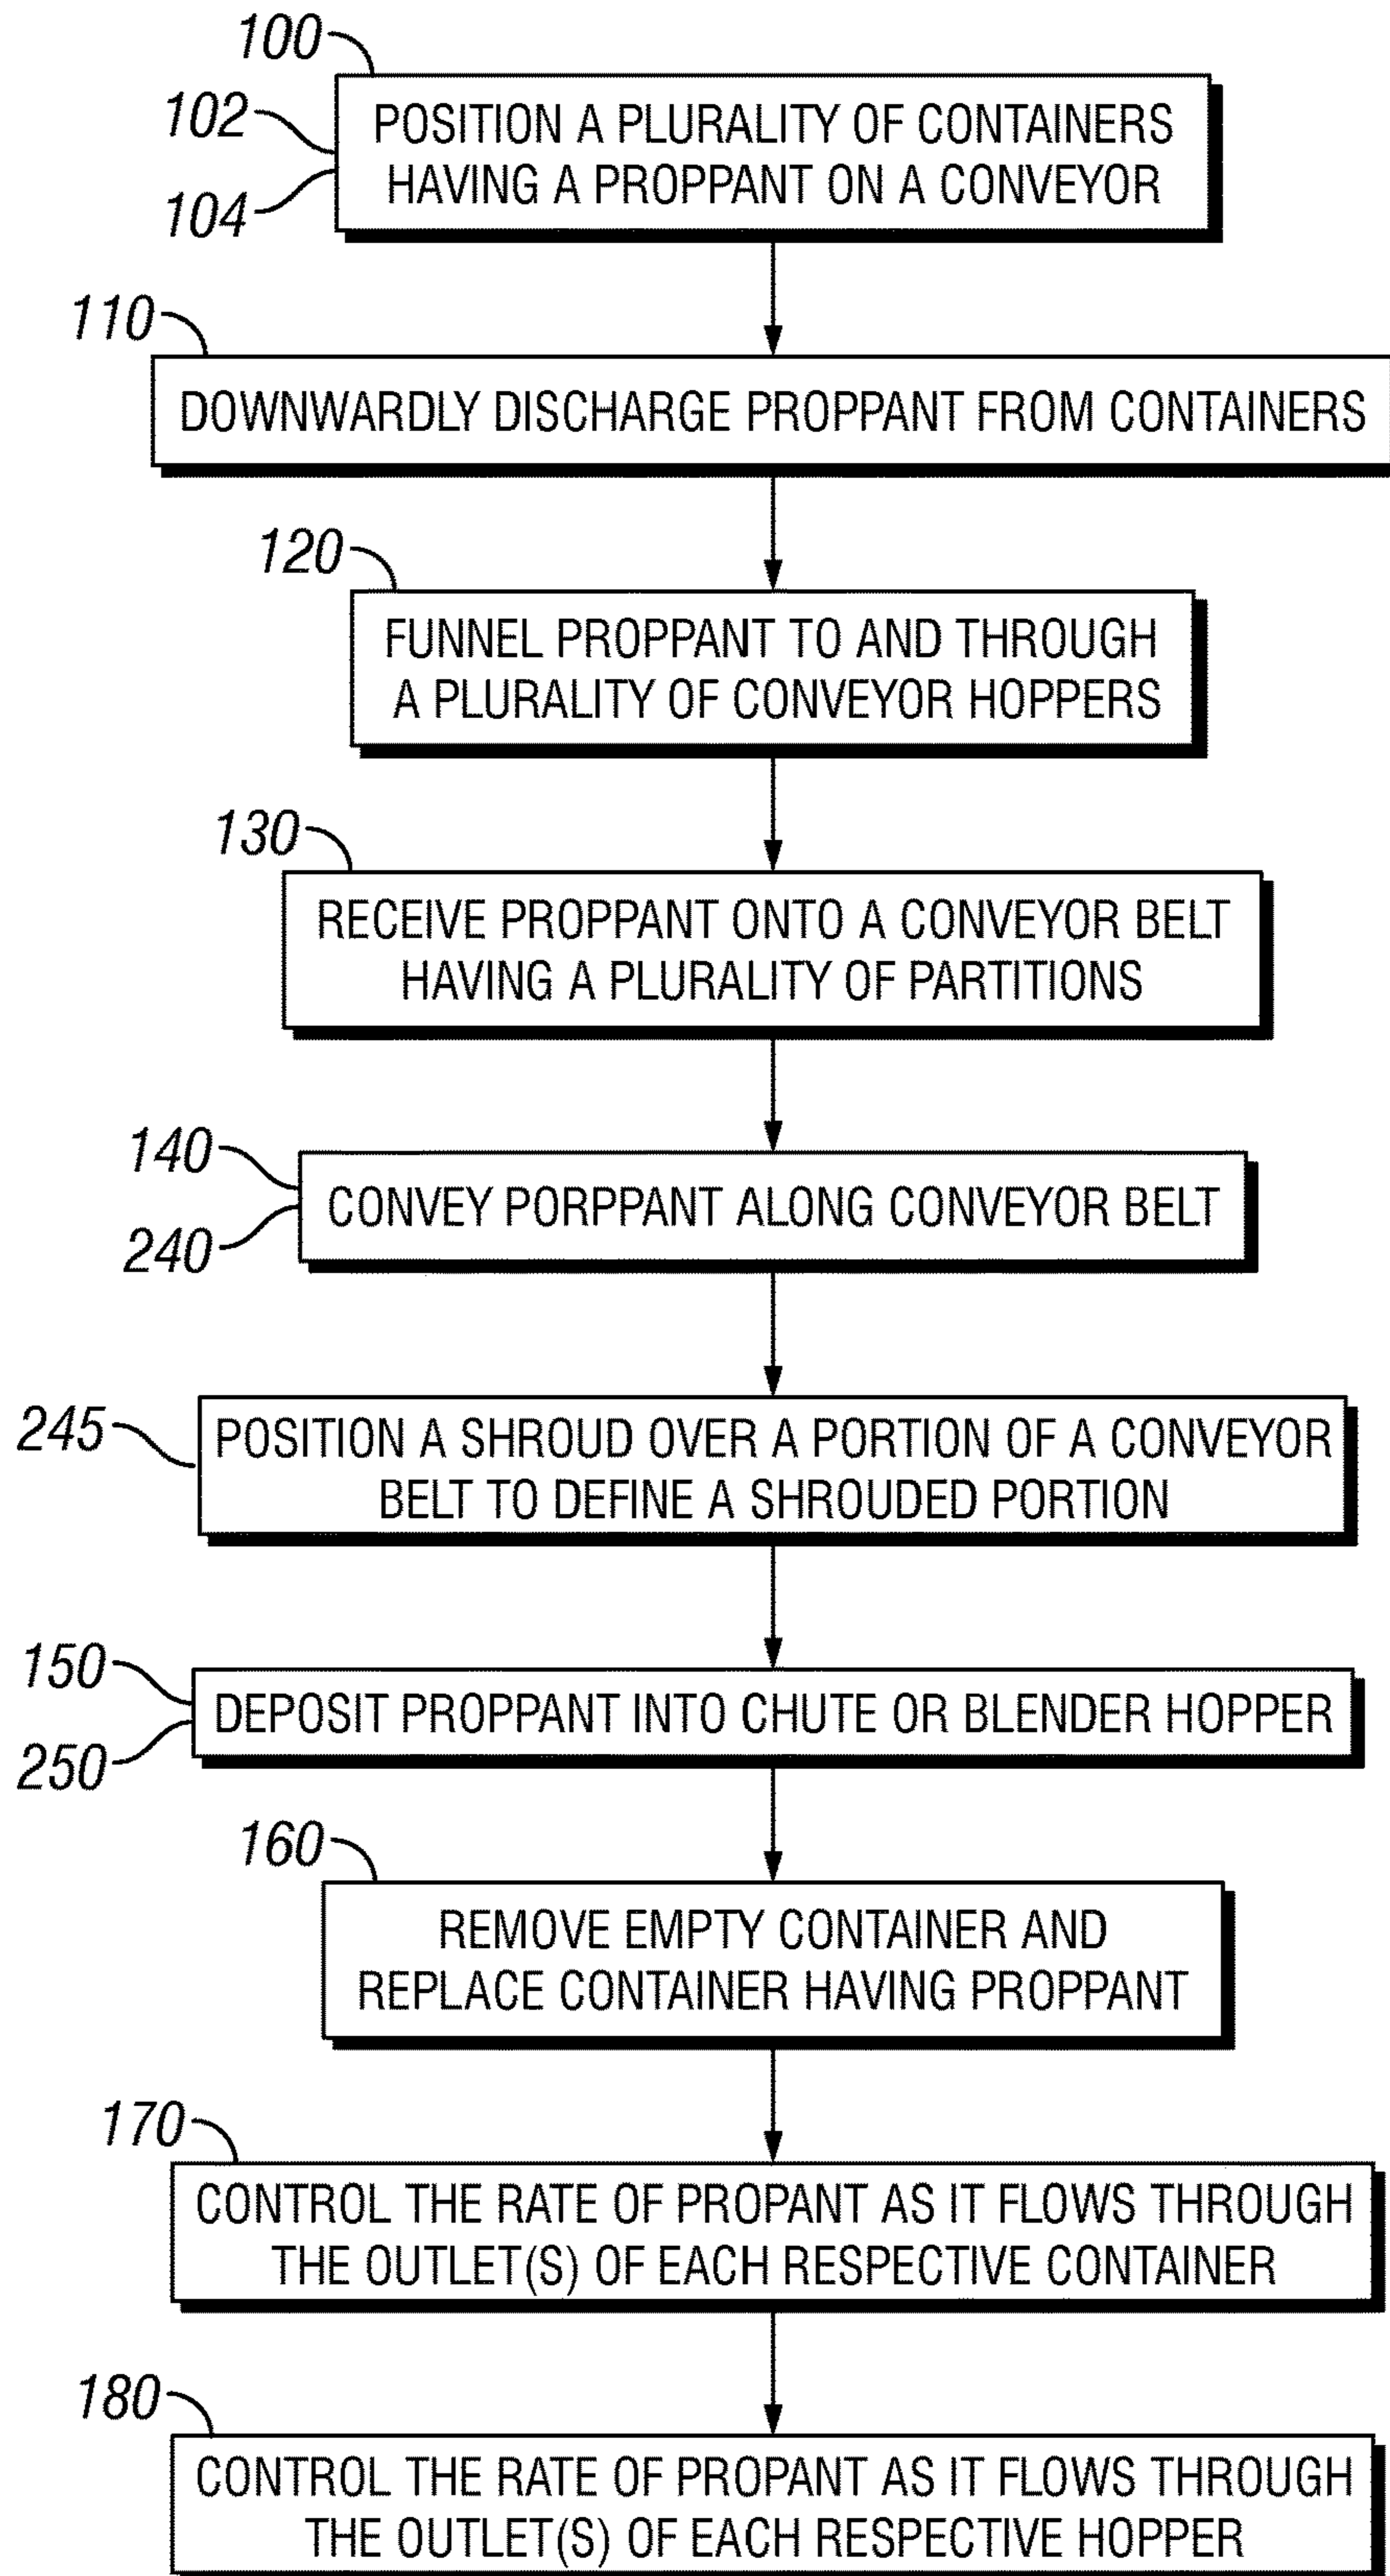 100
102
104
POSITION A PLURALITY OF CONTAINERS
HAVING A PROPPANT ON A CONVEYOR
110
DOWNWARDLY DISCHARGE PROPPANT FROM CONTAINERS
120
FUNNEL PROPPANT TO AND THROUGH
A PLURALITY OF CONVEYOR HOPPERS
130
RECEIVE PROPPANT ONTO A CONVEYOR BELT
HAVING A PLURALITY OF PARTITIONS
140
240
CONVEY PORPPANT ALONG CONVEYOR BELT
245
POSITION A SHROUD OVER A PORTION OF A CONVEYOR
BELT TO DEFINE A SHROUDED PORTION
150
250
DEPOSIT PROPPANT INTO CHUTE OR BLENDER HOPPER
160
REMOVE EMPTY CONTAINER AND
REPLACE CONTAINER HAVING PROPPANT
170
CONTROL THE RATE OF PROPANT AS IT FLOWS THROUGH
THE OUTLET(S) OF EACH RESPECTIVE CONTAINER
180
CONTROL THE RATE OF PROPANT AS IT FLOWS THROUGH
THE OUTLET(S) OF EACH RESPECTIVE HOPPER